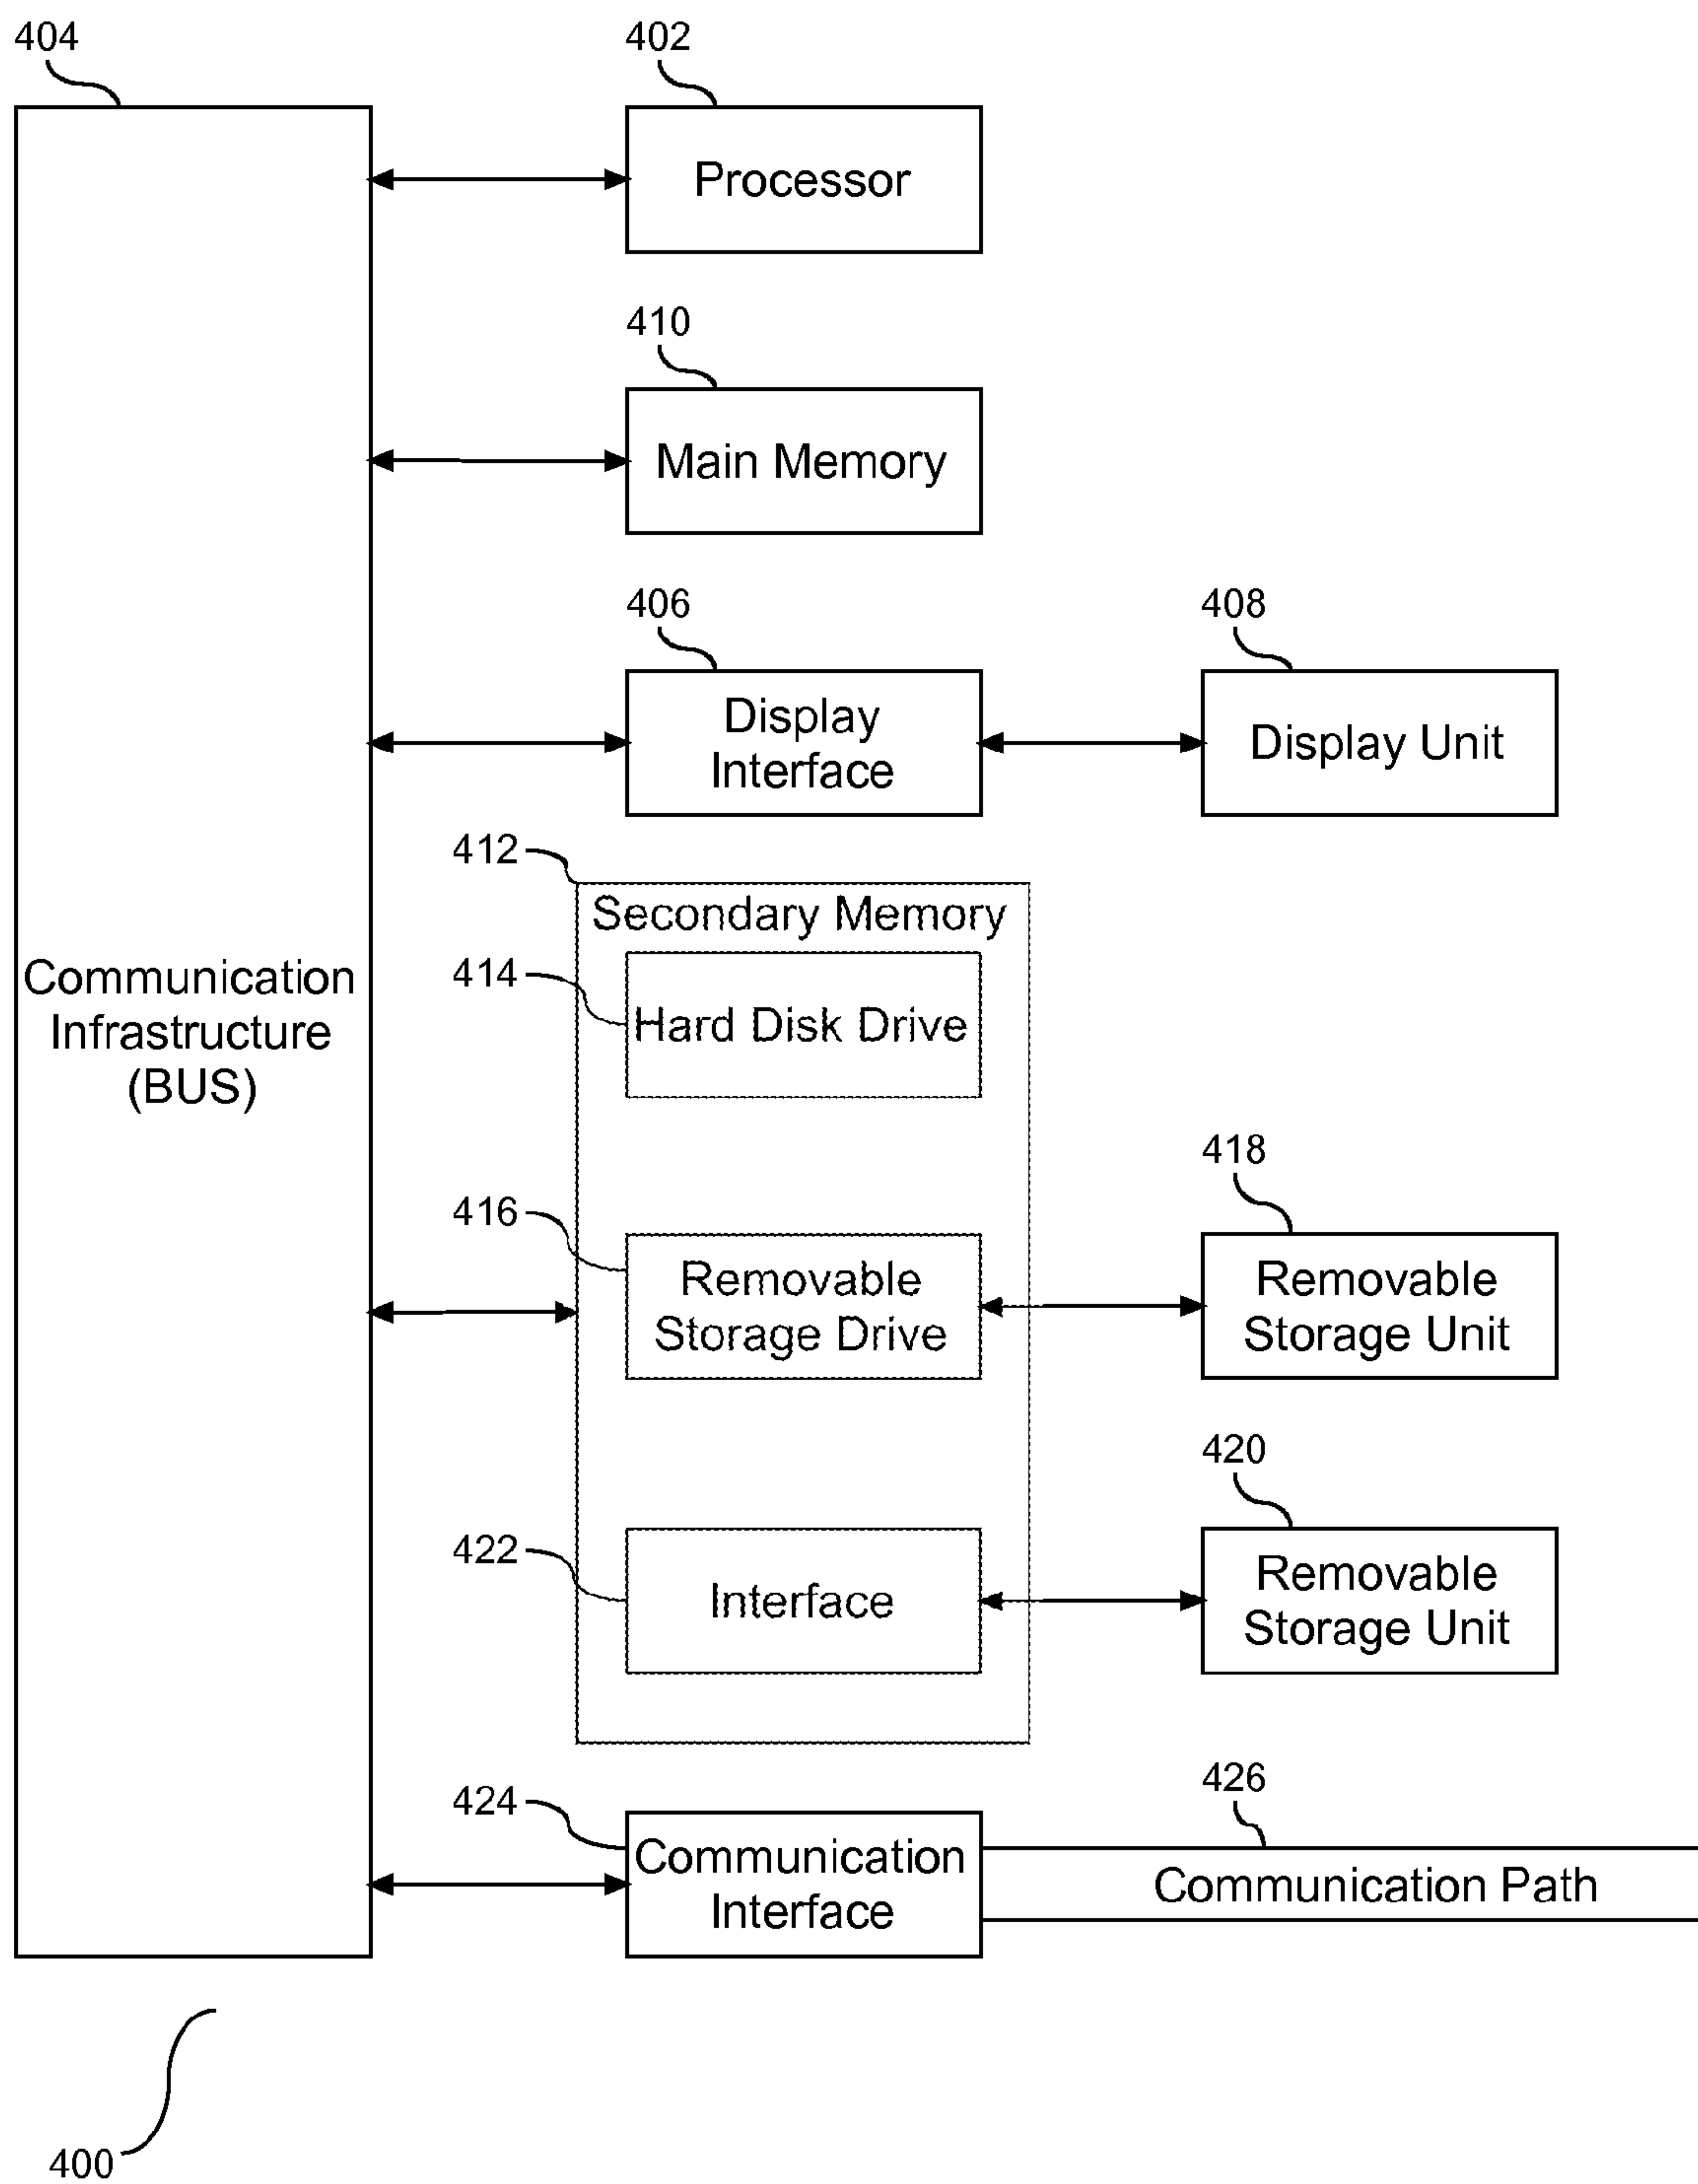 404
402
Processor
410
Main Memory
406
408
Display
Interface
Display Unit
412
Secondary Memory
414
Hard Disk Drive
Communication
Infrastructure
(BUS)
416
418
Removable
Storage Drive
Removable
Storage Unit
420
422
Interface
Removable
Storage Unit
424
426
Communication
Interface
Communication Path
400